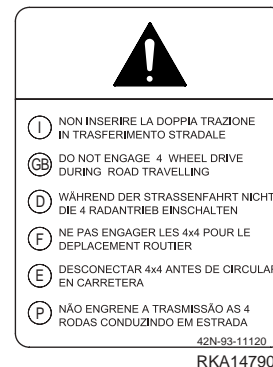 I NON INSERIRE LA DOPPIA TRAZIONE
IN TRASFERIMENTO STRADALE
GB DO NOT ENGAGE 4 WHEEL DRIVE
DURING ROAD TRAVELLING
D WÄHREND DER STRASSENFAHRT NICHT
DIE 4 RADANTRIEB EINSCHALTEN
F NE PAS ENGAGER LES 4x4 POUR LE
DEPLACEMENT ROUTIER
E DESCONECTAR 4x4 ANTES DE CIRCULAR
EN CARRETERA
P NÃO ENGRENE A TRASMISSÃO AS 4
RODAS CONDUZINDO EM ESTRADA
42N-93-11120
RKA14790